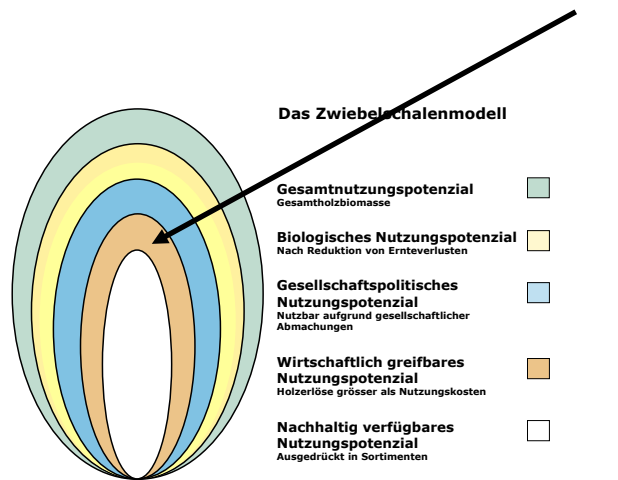 Das Zwiebelschalenmodell
Gesamtnutzungspotenzial
Gesamtholzbiomasse
Biologisches Nutzungspotenzial
Nach Reduktion von Ernteverlusten
Gesellschaftspolitisches
Nutzungspotenzial
Nutzbar aufgrund gesellschaftlicher
Abmachungen
Wirtschaftlich greifbares
Nutzungspotenzial
Holzerlöse grösser als Nutzungskosten
Nachhaltig verfügbares
Nutzungspotenzial
Ausgedrückt in Sortimenten